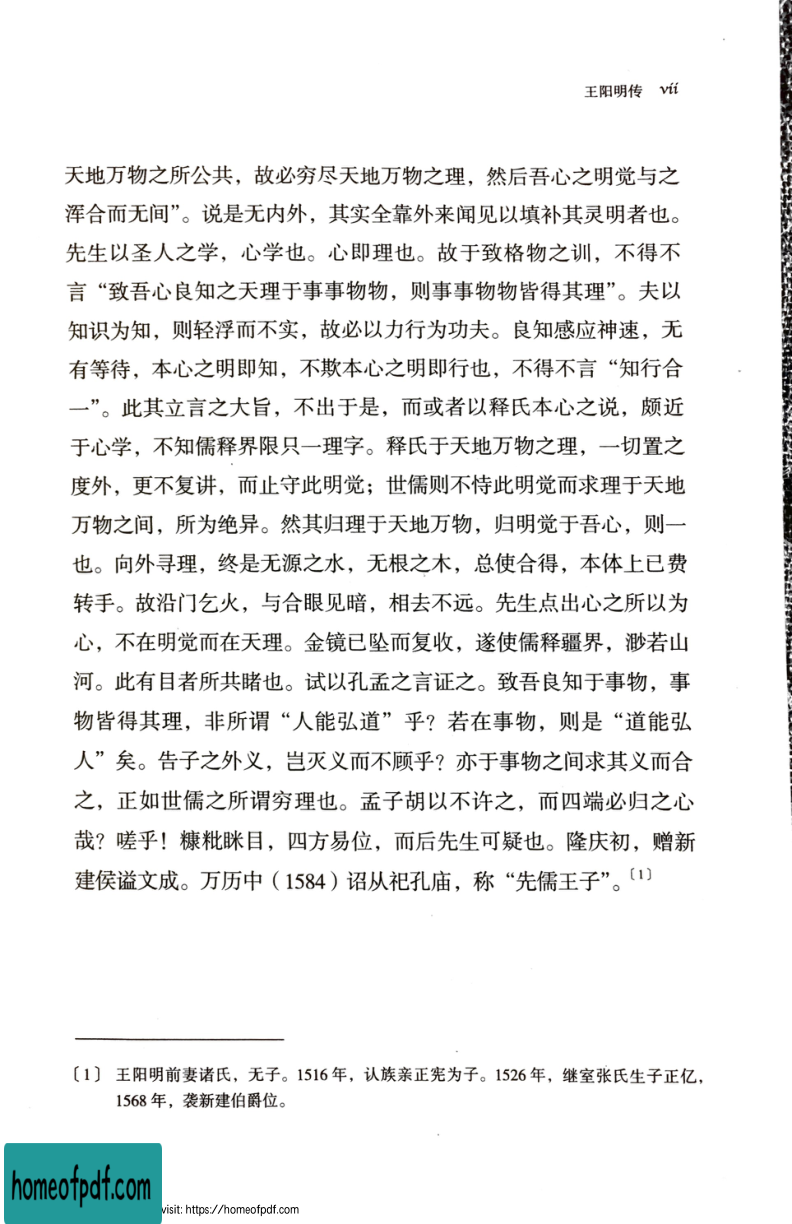 王阳明传 vii
天地万物之所公共，故必穷尽天地万物之理，然后吾心之明觉与之
浑合而无间”。说是无内外，其实全靠外来闻见以填补其灵明者也。
先生以圣人之学，心学也。心即理也。故于致格物之训，不得不
言“致吾心良知之天理于事事物物，则事事物物皆得其理”。夫以
知识为知，则轻浮而不实，故必以力行为功夫。良知感应神速，无
有等待，本心之明即知，不欺本心之明即行也，不得不言“知行合
一”。此其立言之大旨，不出于是，而或者以释氏本心之说，颇近
于心学，不知儒释界限只一理字。释氏于天地万物之理，一切置之
度外，更不复讲，而止守此明觉；世儒则不恃此明觉而求理于天地
万物之间，所为绝异。然其归理于天地万物，归明觉于吾心，则一
也。向外寻理，终是无源之水，无根之木，总使合得，本体上已费
转手。故沿门乞火，与合眼见暗，相去不远。先生点出心之所以为
心，不在明觉而在天理。金镜已坠而复收，遂使儒释疆界，渺若山
河。此有目者所共睹也。试以孔孟之言证之。致吾良知于事物，事
物皆得其理，非所谓“人能弘道”乎？若在事物，则是“道能弘
人”矣。告子之外义，岂灭义而不顾乎？亦于事物之间求其义而合
之，正如世儒之所谓穷理也。孟子胡以不许之，而四端必归之心
哉？嗟乎！糠粃眯目，四方易位，而后先生可疑也。隆庆初，赠新
建侯谥文成。万历中（1584）诏从祀孔庙，称“先儒王子”。〔1〕
〔1〕 王阳明前妻诸氏，无子。1516 年，认族亲正宪为子。1526 年，继室张氏生子正亿，
1568 年，袭新建伯爵位。
homeofpdf.com
visit: https://homeofpdf.com